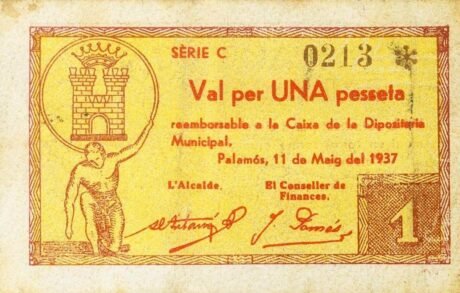 SÈRIE C 0213 *
Val per UNA pesseta
reemborsable a la Caixa de la Dipositaria
Municipal.
Palamós, 11 de Maig del 1937
L'Alcalde, El Conseller de
Finances,
J. Damés
1